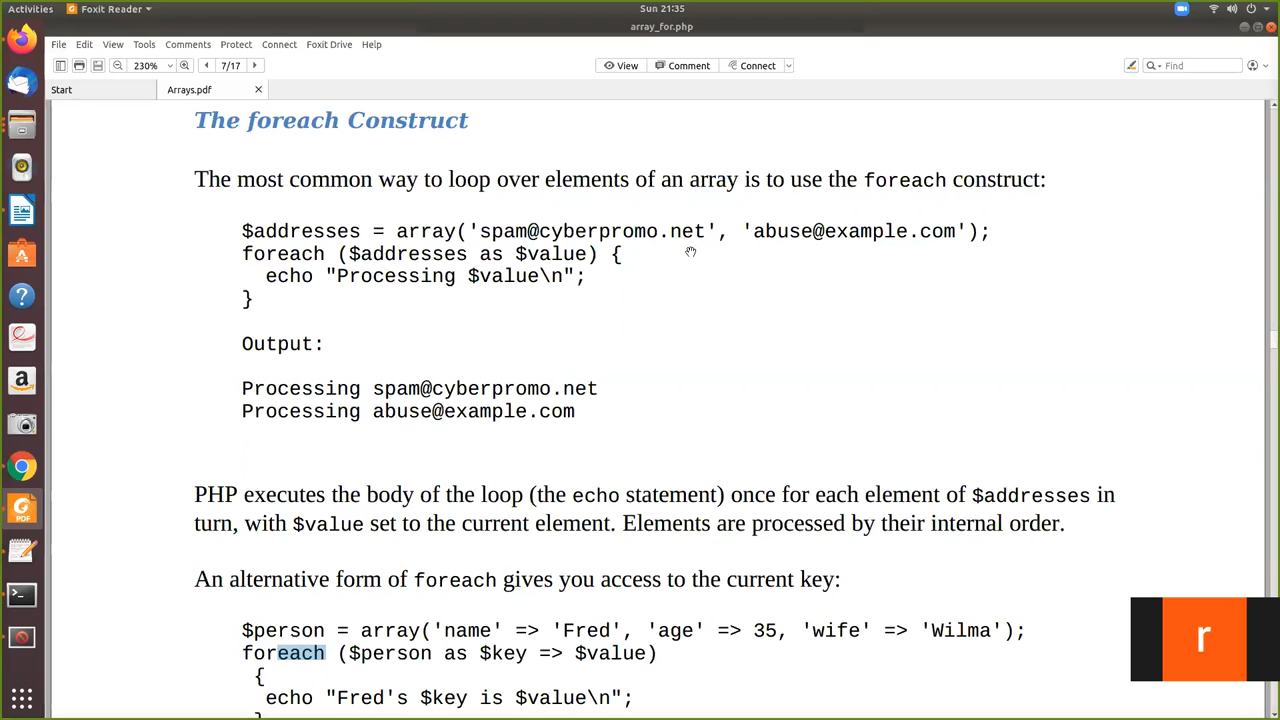 Activities Foxit Reader Sun 21:35
array_for.php
File Edit View Tools Comments Protect Connect Foxit Drive Help
230% 7/17 View Comment Connect Find
Start Arrays.pdf
The foreach Construct
The most common way to loop over elements of an array is to use the foreach construct:
$addresses = array('spam@cyberpromo.net', 'abuse@example.com');
foreach ($addresses as $value) {
echo "Processing $value\n";
}
Output:
Processing spam@cyberpromo.net
Processing abuse@example.com
PHP executes the body of the loop (the echo statement) once for each element of $addresses in
turn, with $value set to the current element. Elements are processed by their internal order.
An alternative form of foreach gives you access to the current key:
$person = array('name' => 'Fred', 'age' => 35, 'wife' => 'Wilma');
foreach ($person as $key => $value)
{
echo "Fred's $key is $value\n";
}
r